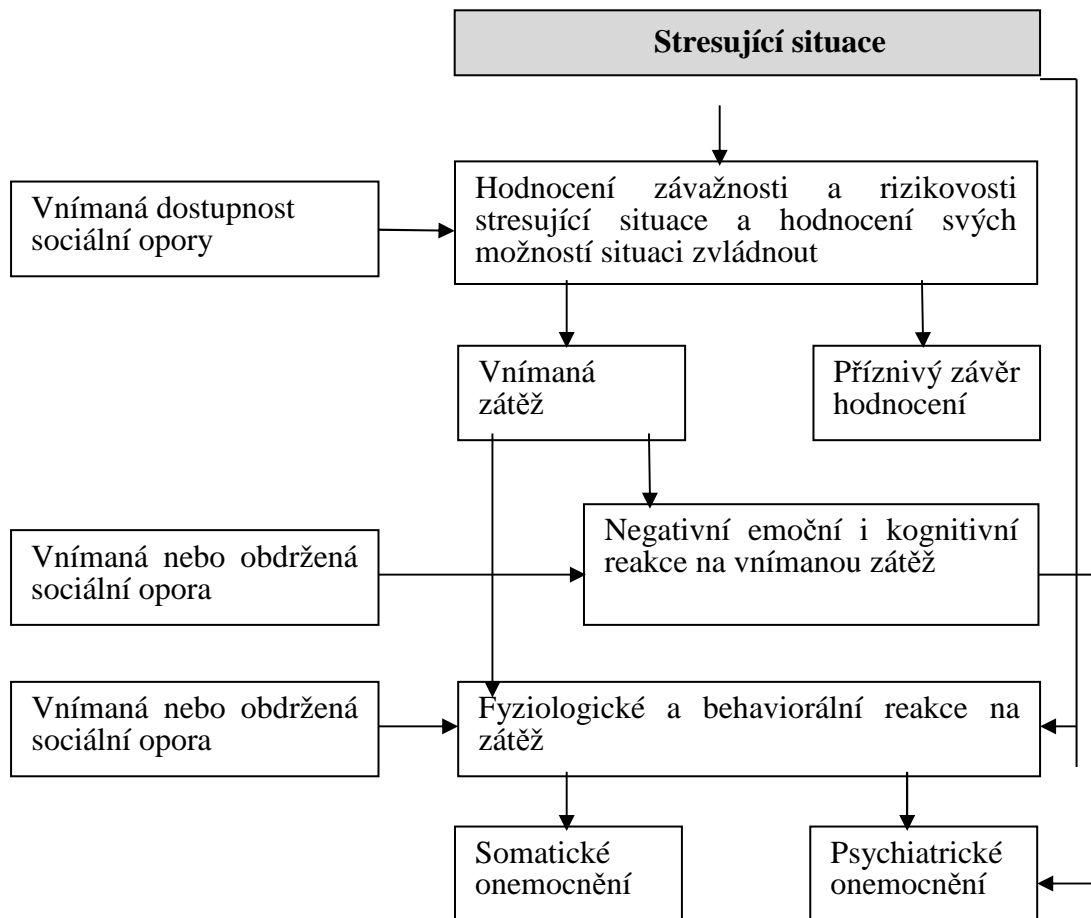 Stresující situace
Hodnocení závažnosti a rizikovosti
stresující situace a hodnocení svých
možností situaci zvládnout
Vnímaná dostupnost
sociální opory
Vnímaná
zátěž
Příznivý závěr
hodnocení
Negativní emoční i kognitivní
reakce na vnímanou zátěž
Vnímaná nebo obdržená
sociální opora
Vnímaná nebo obdržená
sociální opora
Fyziologické a behaviorální reakce na
zátěž
Somatické
onemocnění
Psychiatrické
onemocnění